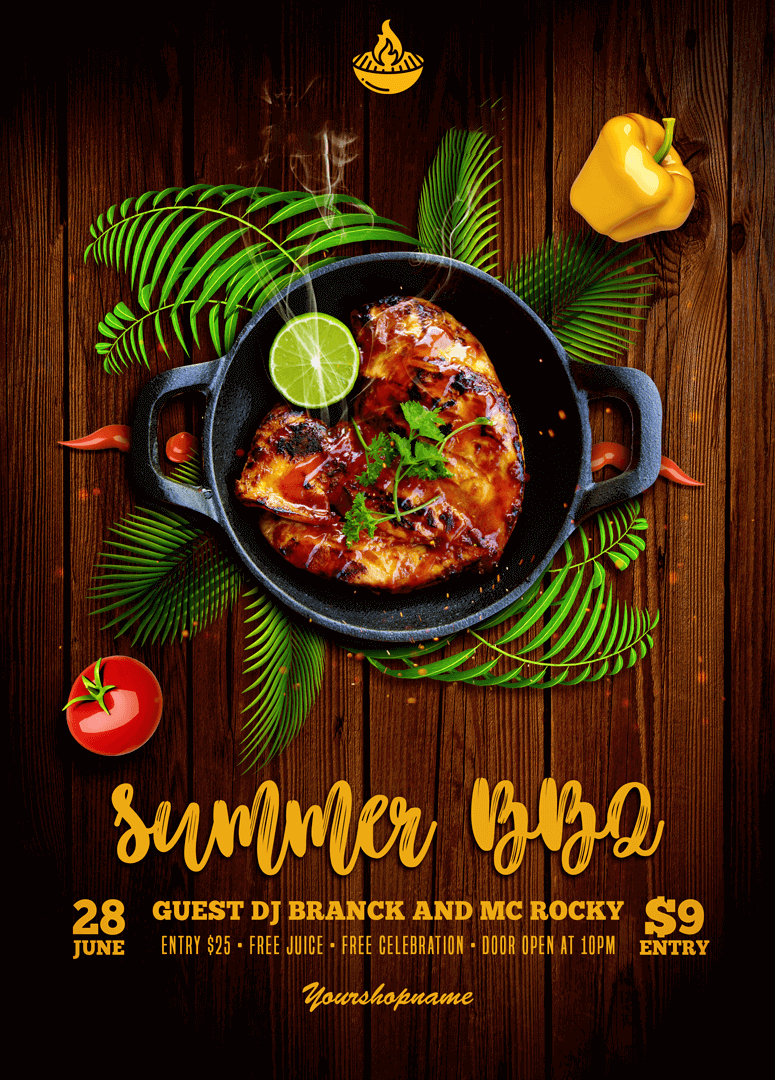 Summer BBQ
28
JUNE
GUEST DJ BRANCK AND MC ROCKY
ENTRY $25 • FREE JUICE • FREE CELEBRATION • DOOR OPEN AT 10PM
$9
ENTRY
Yourshopname